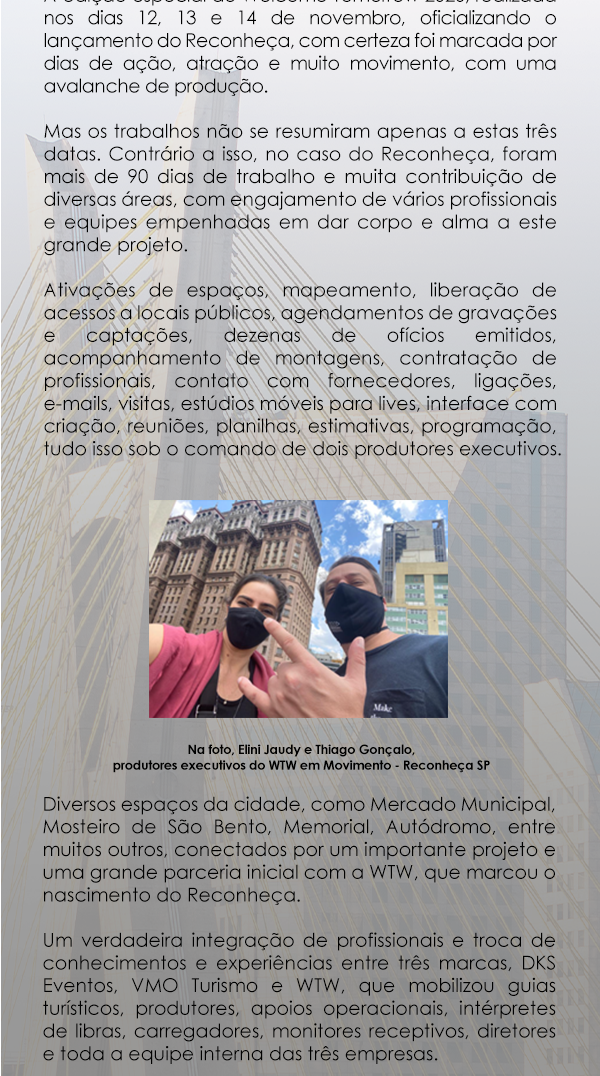 A edição especial do Welcome Tomorrow 2020, realizada
nos dias 12, 13 e 14 de novembro, oficializando o
lançamento do Reconheça, com certeza foi marcada por
dias de ação, atração e muito movimento, com uma
avalanche de produção.
Mas os trabalhos não se resumiram apenas a estas três
datas. Contrário a isso, no caso do Reconheça, foram
mais de 90 dias de trabalho e muita contribuição de
diversas áreas, com engajamento de vários profissionais
e equipes empenhadas em dar corpo e alma a este
grande projeto.
Ativações de espaços, mapeamento, liberação de
acessos a locais públicos, agendamentos de gravações
e captações, dezenas de ofícios emitidos,
acompanhamento de montagens, contratação de
profissionais, contato com fornecedores, ligações,
e-mails, visitas, estúdios móveis para lives, interface com
criação, reuniões, planilhas, estimativas, programação,
tudo isso sob o comando de dois produtores executivos.
Make
Na foto, Elini Jaudy e Thiago Gonçalo,
produtores executivos do WTW em Movimento - Reconheça SP
Diversos espaços da cidade, como Mercado Municipal,
Mosteiro de São Bento, Memorial, Autódromo, entre
muitos outros, conectados por um importante projeto e
uma grande parceria inicial com a WTW, que marcou o
nascimento do Reconheça.
Um verdadeira integração de profissionais e troca de
conhecimentos e experiências entre três marcas, DKS
Eventos, VMO Turismo e WTW, que mobilizou guias
turísticos, produtores, apoios operacionais, intérpretes
de libras, carregadores, monitores receptivos, diretores
e toda a equipe interna das três empresas.